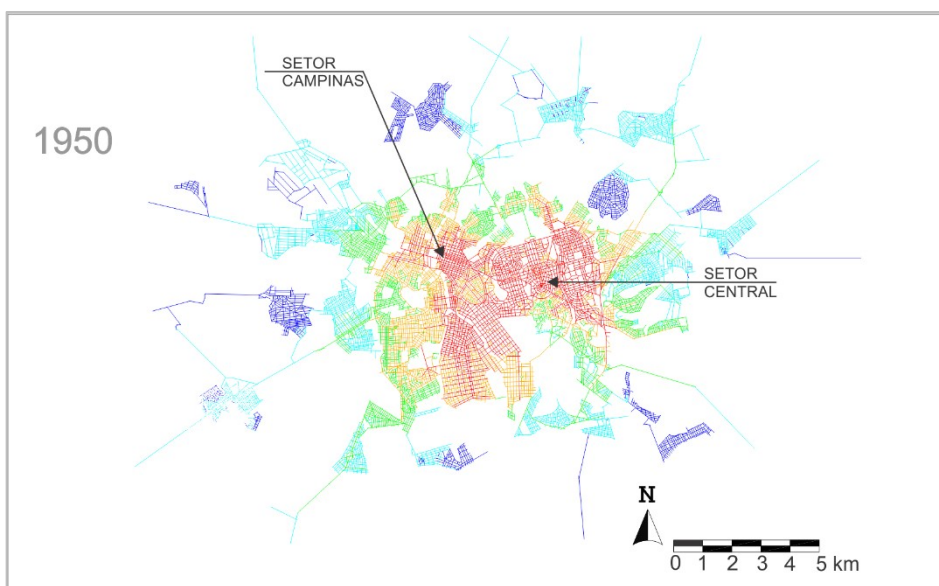 SETOR
CAMPINAS
1950
SETOR
CENTRAL
N
0 1 2 3 4 5 km